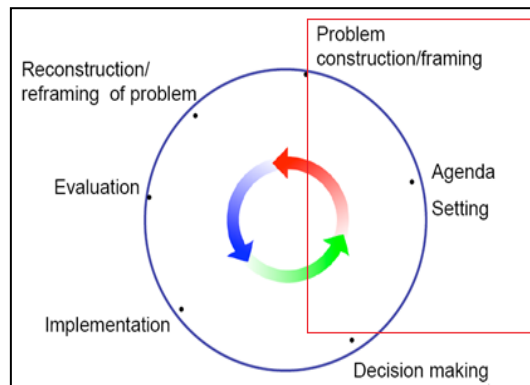 Problem
construction/framing
Reconstruction/
reframing of problem
Agenda
Setting
Evaluation
Implementation
Decision making